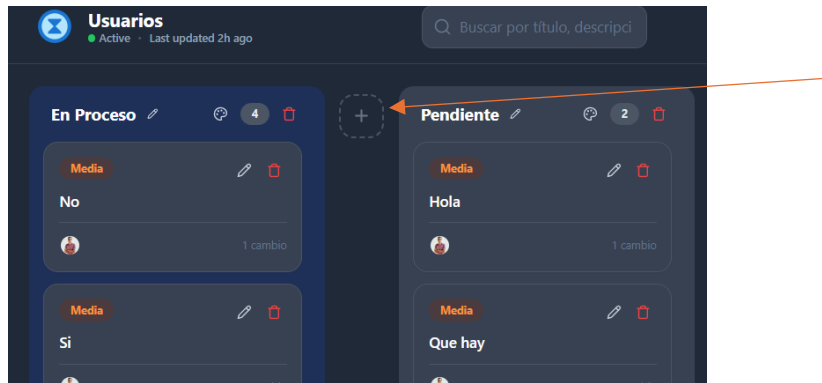 Usuarios
Active · Last updated 2h ago
Buscar por título, descripci
En Proceso
4
Media
No
1 cambio
Media
Si
+
Pendiente
2
Media
Hola
1 cambio
Media
Que hay